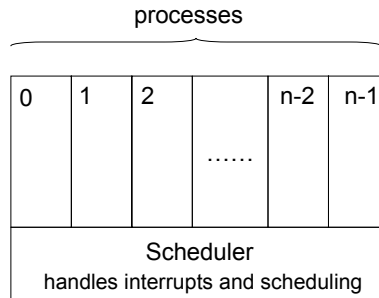 processes
0 1 2 ...... n-2 n-1
Scheduler
handles interrupts and scheduling